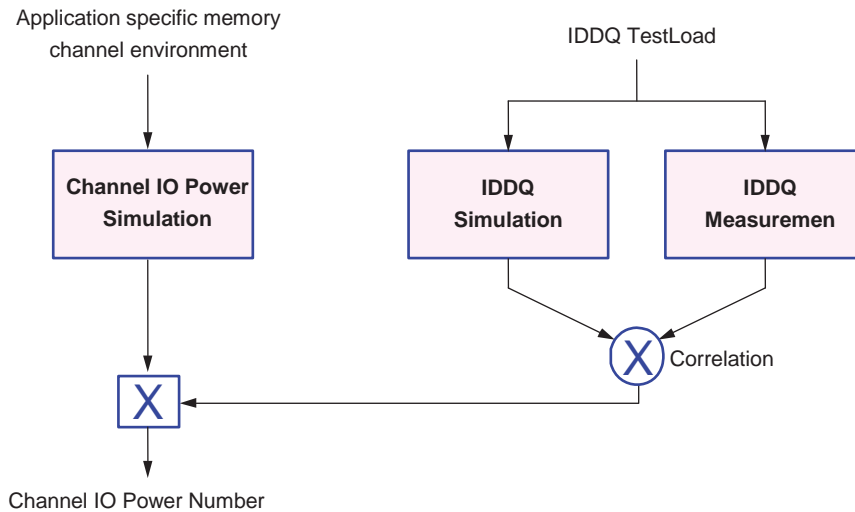 Application specific memory
channel environment
IDDQ TestLoad
Channel IO Power
Simulation
IDDQ
Simulation
IDDQ
Measuremen
X
Correlation
X
Channel IO Power Number